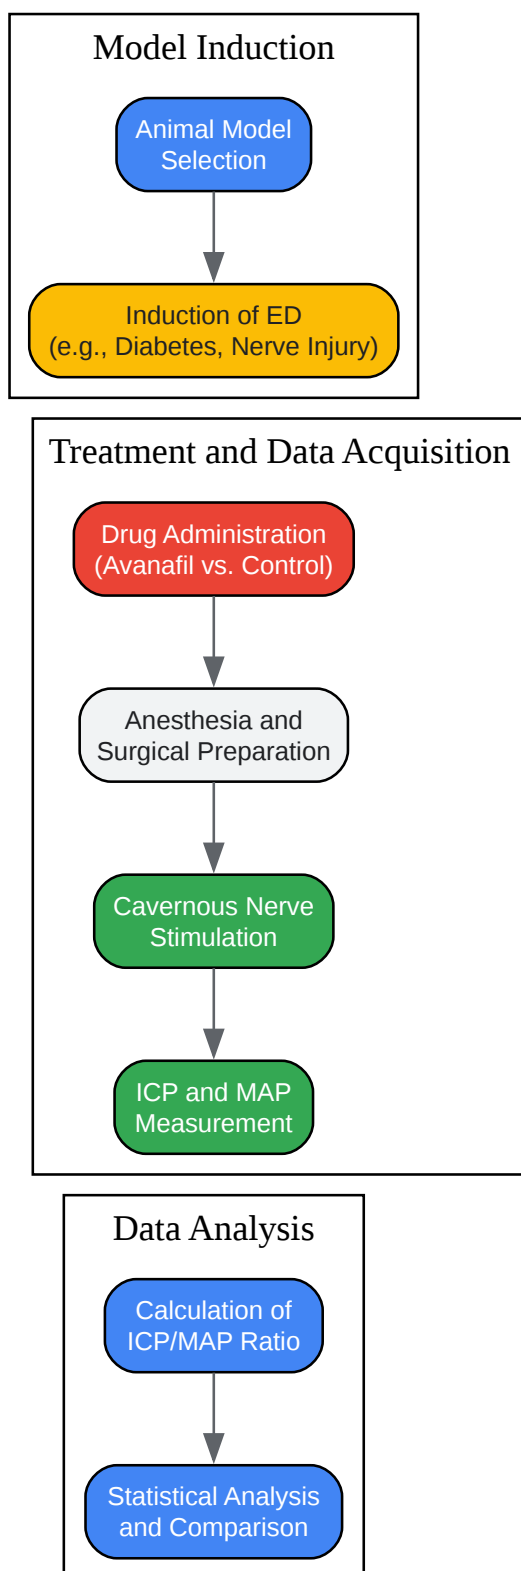 Model Induction
Animal Model
Selection
Induction of ED
(e.g., Diabetes, Nerve Injury)
Treatment and Data Acquisition
Drug Administration
(Avanafil vs. Control)
Anesthesia and
Surgical Preparation
Cavernous Nerve
Stimulation
ICP and MAP
Measurement
Data Analysis
Calculation of
ICP/MAP Ratio
Statistical Analysis
and Comparison